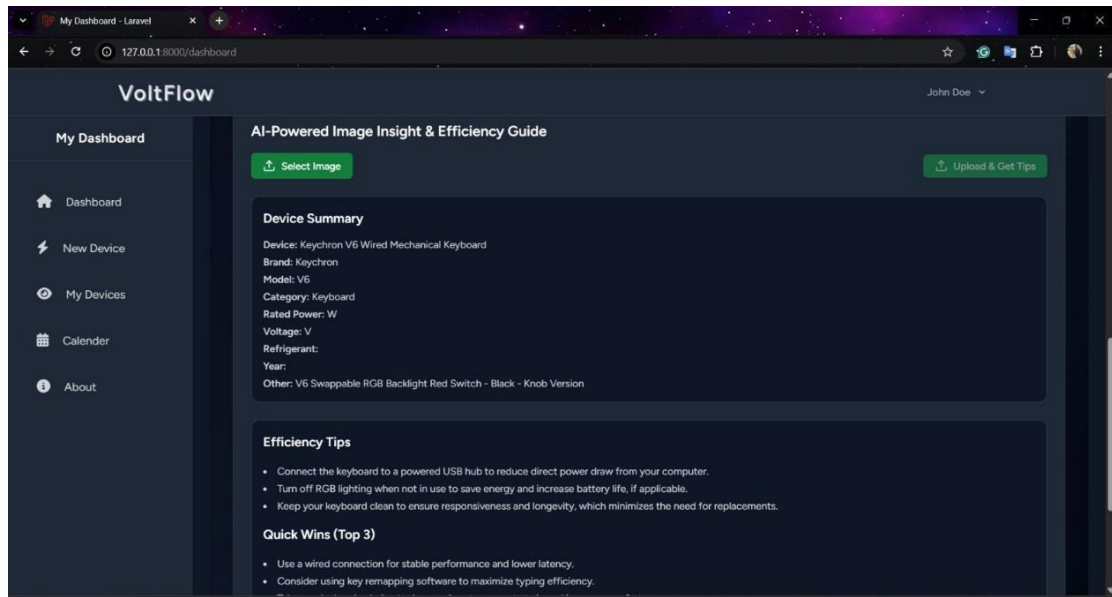 My Dashboard - Laravel
127.0.0.1:8000/dashboard
VoltFlow
John Doe
My Dashboard
Dashboard
New Device
My Devices
Calender
About
AI-Powered Image Insight & Efficiency Guide
Select Image
Upload & Get Tips
Device Summary
Device: Keychron V6 Wired Mechanical Keyboard
Brand: Keychron
Model: V6
Category: Keyboard
Rated Power: W
Voltage: V
Refrigerant:
Year:
Other: V6 Swappable RGB Backlight Red Switch - Black - Knob Version
Efficiency Tips
• Connect the keyboard to a powered USB hub to reduce direct power draw from your computer.
• Turn off RGB lighting when not in use to save energy and increase battery life, if applicable.
• Keep your keyboard clean to ensure responsiveness and longevity, which minimizes the need for replacements.
Quick Wins (Top 3)
• Use a wired connection for stable performance and lower latency.
• Consider using key remapping software to maximize typing efficiency.